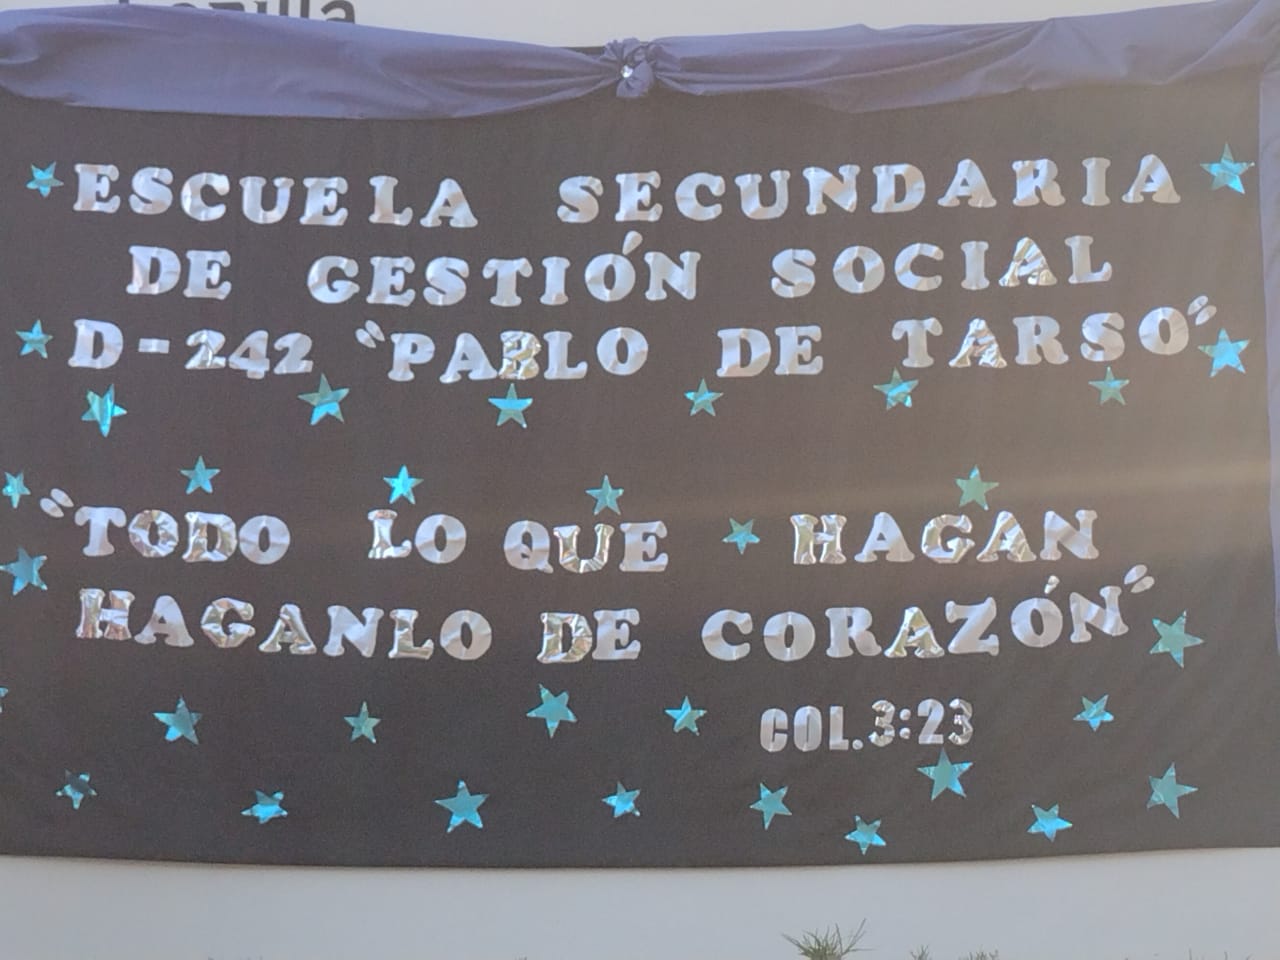 ESCUELA SECUNDARIA
DE GESTIÓN SOCIAL
D-242 "PABLO DE TARSO"
"TODO LO QUE HAGAN
HAGANLO DE CORAZÓN"
COL.3:23